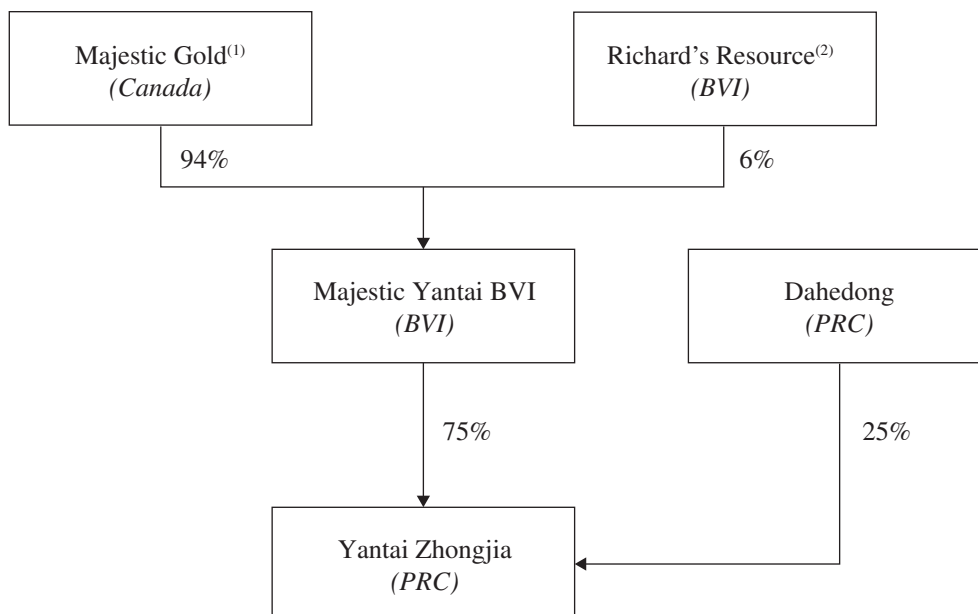 Majestic Gold(1)
(Canada)
Richard’s Resource(2)
(BVI)
94%
6%
Majestic Yantai BVI
(BVI)
Dahedong
(PRC)
75%
25%
Yantai Zhongjia
(PRC)